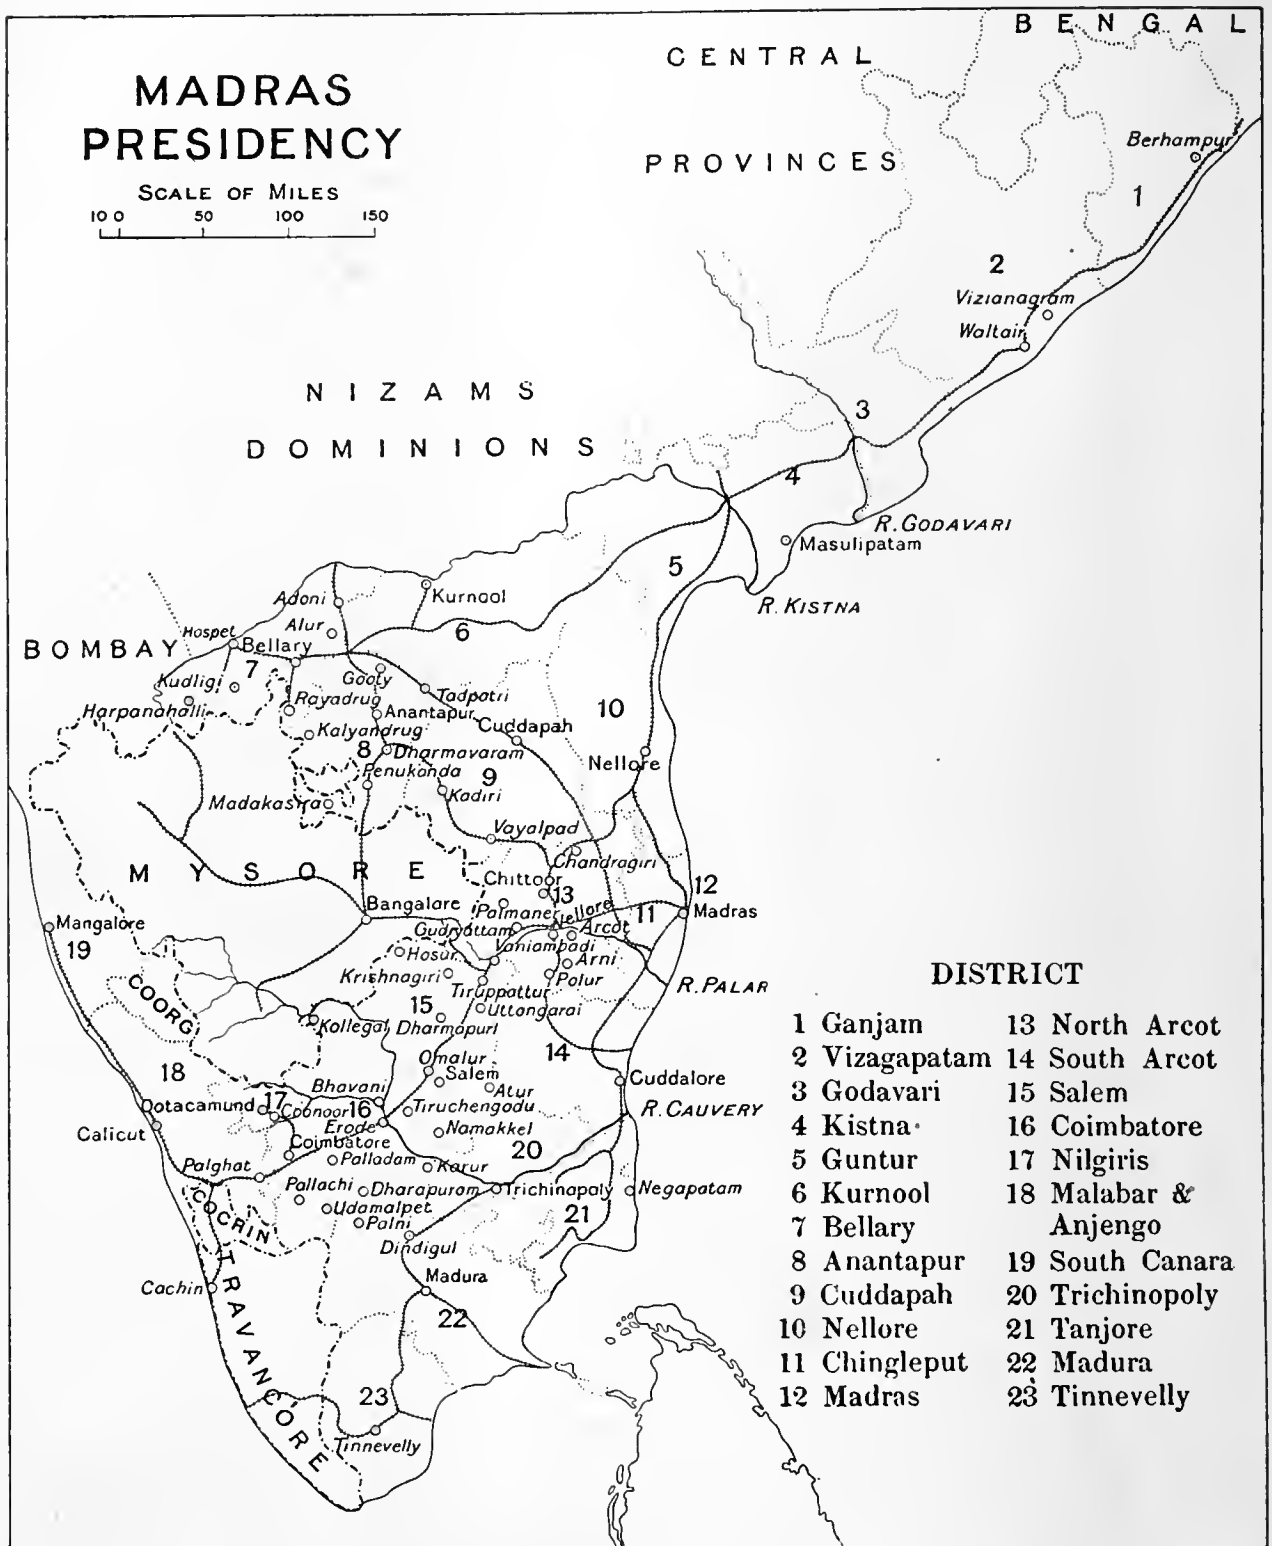 BENGAL
CENTRAL
MADRAS
PRESIDENCY
SCALE OF MILES
10 0 50 100 150
Berhampur
PROVINCES
1
2
Vizianagram
Waltair
NIZAMS
DOMINIONS
3
4
R. GODAVARI
Masulipatam
5
R. KISTNA
Adoni
Kurnool
Alur
6
BOMBAY
Hospet
Bellary
7
Kudligi
Gooty
Harpanahalli
Rayadrug
Tadpatri
Anantapur
10
Kalyandrug
Cuddapah
8
Dharmavaram
Nellore
Penukonda
9
Madakasira
Kadiri
Vayalpad
MYSORE
Chandragiri
Chittoor
13
12
Bangalore
Palmaner
Nellore
11
Madras
Mangalore
19
Gudiyattam
Arcot
Vaniambadi
Hosur
Arni
Krishnagiri
Polur
R. PALAR
COORG
Tiruppattur
15
Uttongarai
Kollegal
Dharmapuri
14
Omalur
18
Salem
Bhavani
Atur
Cuddalore
Ootacamund
17
Coonoor
16
Tiruchengodu
R. CAUVERY
Calicut
Erode
Namakkal
Coimbatore
20
Palghat
Palladam
Karur
Pallachi
Dharapuram
Trichinapoly
Negapatam
COCHIN
Udamalpet
21
Palni
Dindigul
TRAVANCORE
Cachin
Madura
22
23
Tinnevelly
DISTRICT
1 Ganjam
2 Vizagapatam
3 Godavari
4 Kistna
5 Guntur
6 Kurnool
7 Bellary
8 Anantapur
9 Cuddapah
10 Nellore
11 Chingleput
12 Madras
13 North Arcot
14 South Arcot
15 Salem
16 Coimbatore
17 Nilgiris
18 Malabar &
Anjengo
19 South Canara
20 Trichinopoly
21 Tanjore
22 Madura
23 Tinnevelly